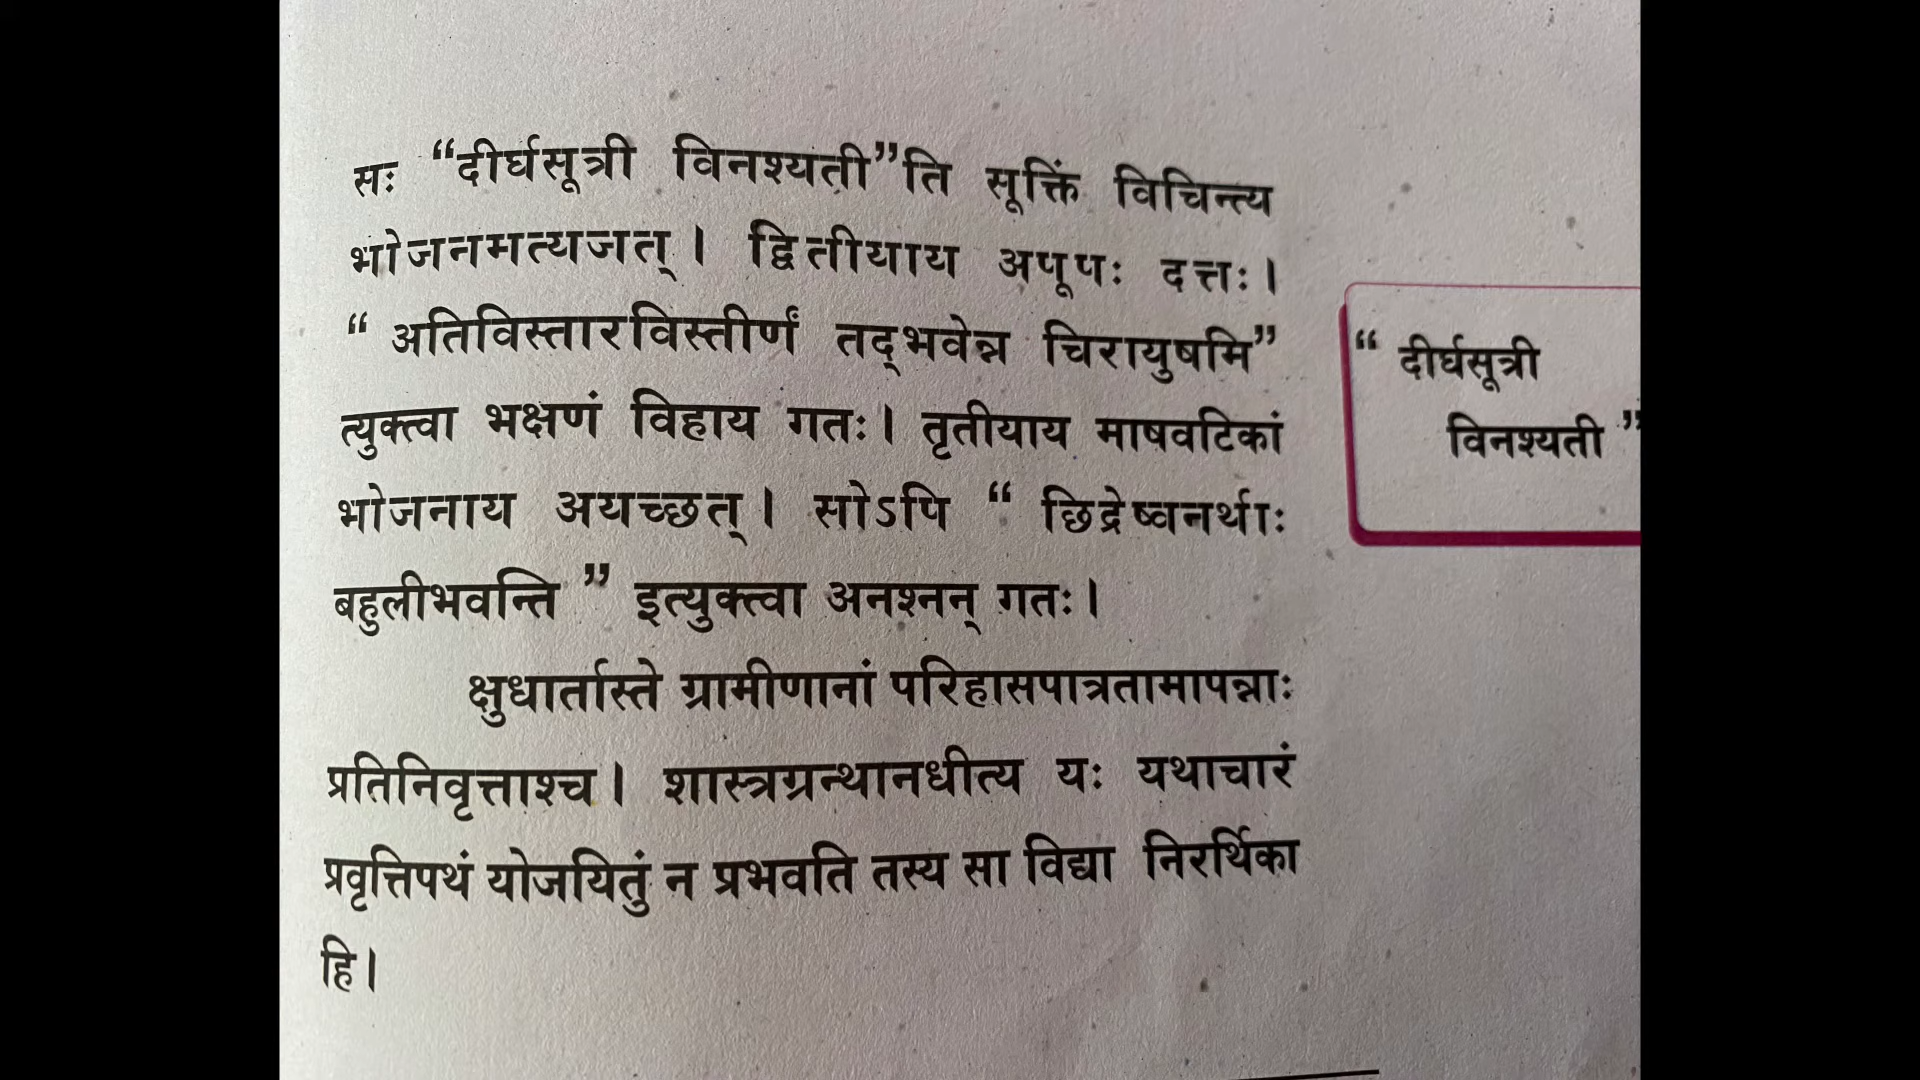 सः “दीर्घसूत्री विनश्यती”ति सूक्तिं विचिन्त्य
भोजनमत्यजत्। द्वितीयाय अपूपः दत्तः।
“ अतिविस्तारविस्तीर्णं तद्भवेन्न चिरायुषमि”
त्युक्त्वा भक्षणं विहाय गतः। तृतीयाय माषवटिकां
भोजनाय अयच्छत्। सोऽपि “ छिद्रेष्वनर्थाः
बहुलीभवन्ति ” इत्युक्त्वा अनश्नन् गतः।
क्षुधार्तास्ते ग्रामीणानां परिहासपात्रतामापन्नाः
प्रतिनिवृत्ताश्च। शास्त्रग्रन्थानधीत्य यः यथाचारं
प्रवृत्तिपथं योजयितुं न प्रभवति तस्य सा विद्या निरर्थिका
हि।
“ दीर्घसूत्री
विनश्यती ”